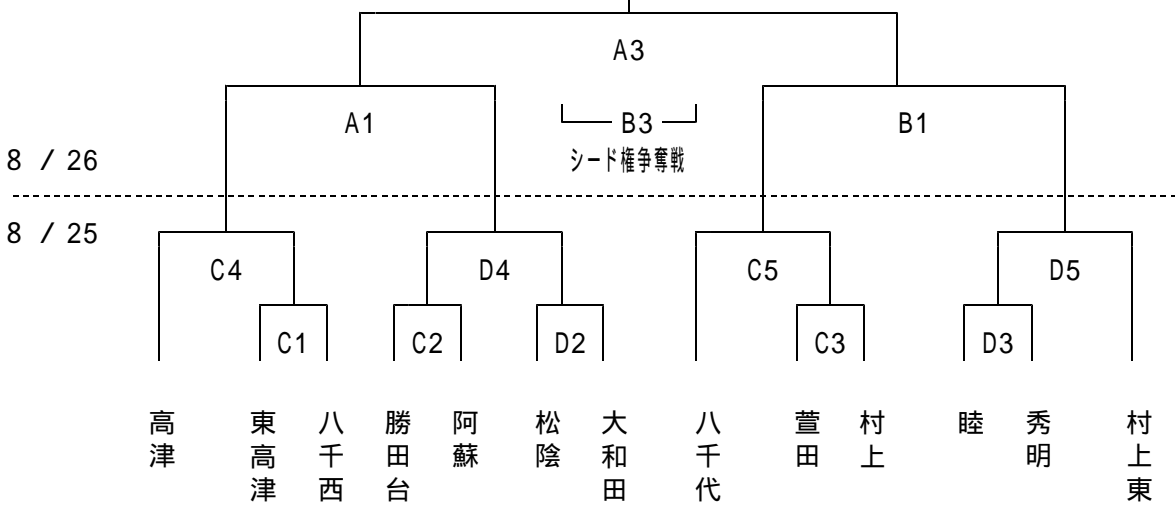 A3
A1
B3
B1
シード権争奪戦
8 / 26
8 / 25
C4
D4
C5
D5
C1
C2
D2
C3
D3
高津
東高津
八千西
勝田台
阿蘇
松陰
大和田
八千代
萱田
村上
睦
秀明
村上東